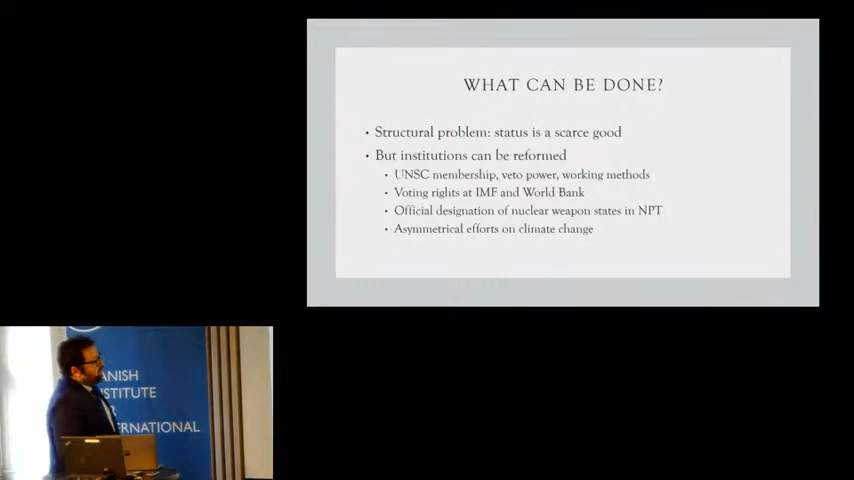 WHAT CAN BE DONE?
• Structural problem: status is a scarce good
• But institutions can be reformed
• UNSC membership, veto power, working methods
• Voting rights at IMF and World Bank
• Official designation of nuclear weapon states in NPT
• Asymmetrical efforts on climate change
ANISH
STITUTE
R
ERNATIONAL